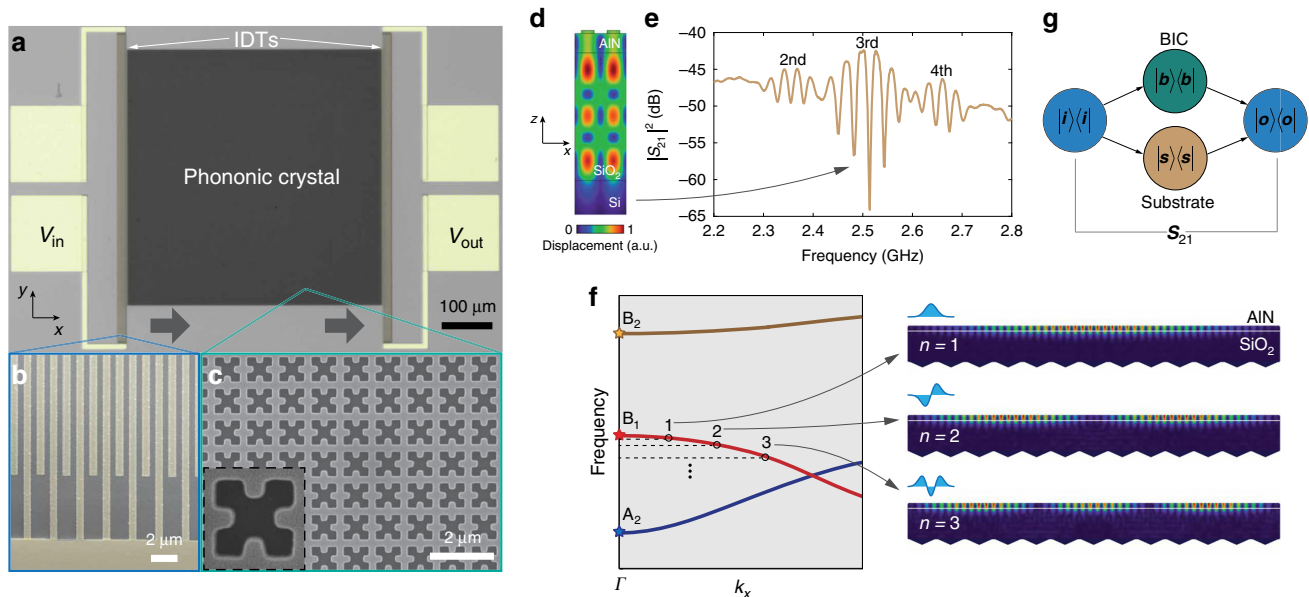 a
IDTs
Phononic crystal
V_in
V_out
y
x
100 μm
b
2 μm
c
2 μm
d
AlN
z
x
SiO₂
Si
0
1
Displacement (a.u.)
e
|S₂₁|² (dB)
−40
−45
−50
−55
−60
−65
2nd
3rd
4th
2.2
2.3
2.4
2.5
2.6
2.7
2.8
Frequency (GHz)
g
BIC
|b⟩⟨b|
|i⟩⟨i|
|o⟩⟨o|
|s⟩⟨s|
Substrate
S₂₁
f
Frequency
B₂
B₁
1
2
3
A₂
Γ
kₓ
AlN
SiO₂
n = 1
n = 2
n = 3